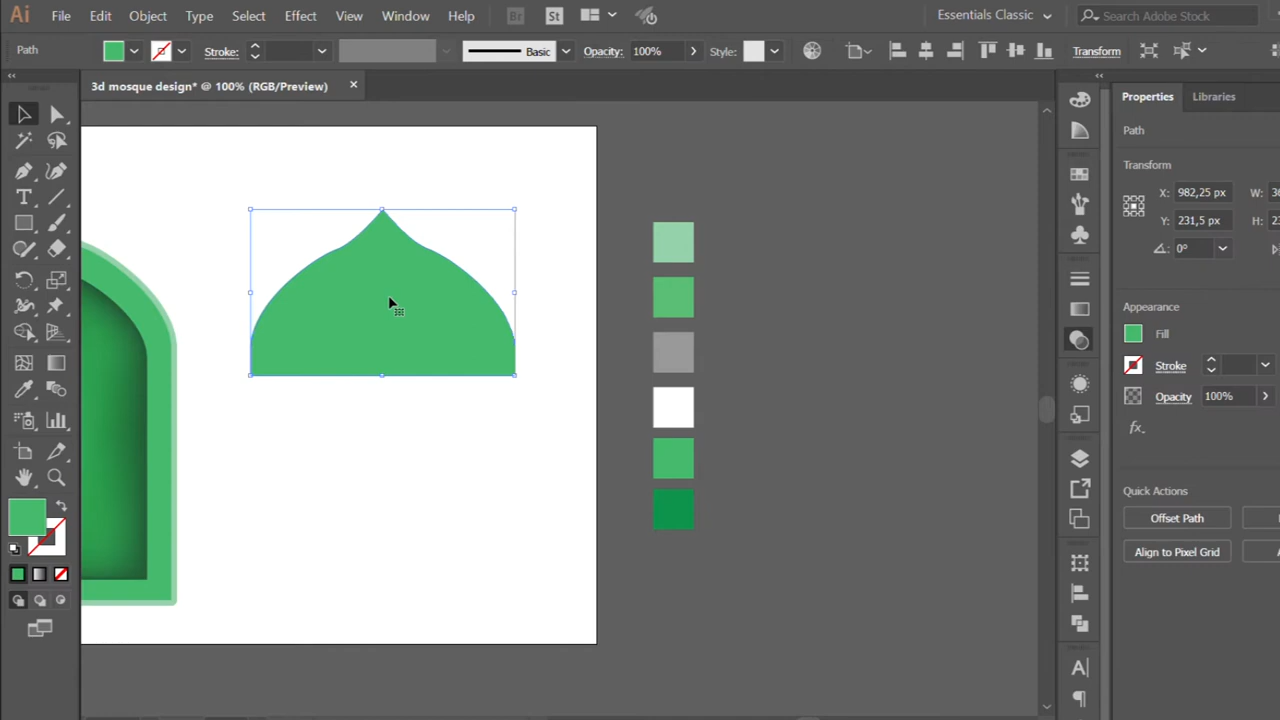 Ai File Edit Object Type Select Effect View Window Help Br St Essentials Classic Search Adobe Stock
Path Stroke: Basic Opacity: 100% Style: Transform
3d mosque design* @ 100% (RGB/Preview)
Properties Libraries
Path
Transform
X: 982,25 px W: 36
Y: 231,5 px H: 23
0°
Appearance
Fill
Stroke
Opacity 100%
fx.
Quick Actions
Offset Path
Align to Pixel Grid